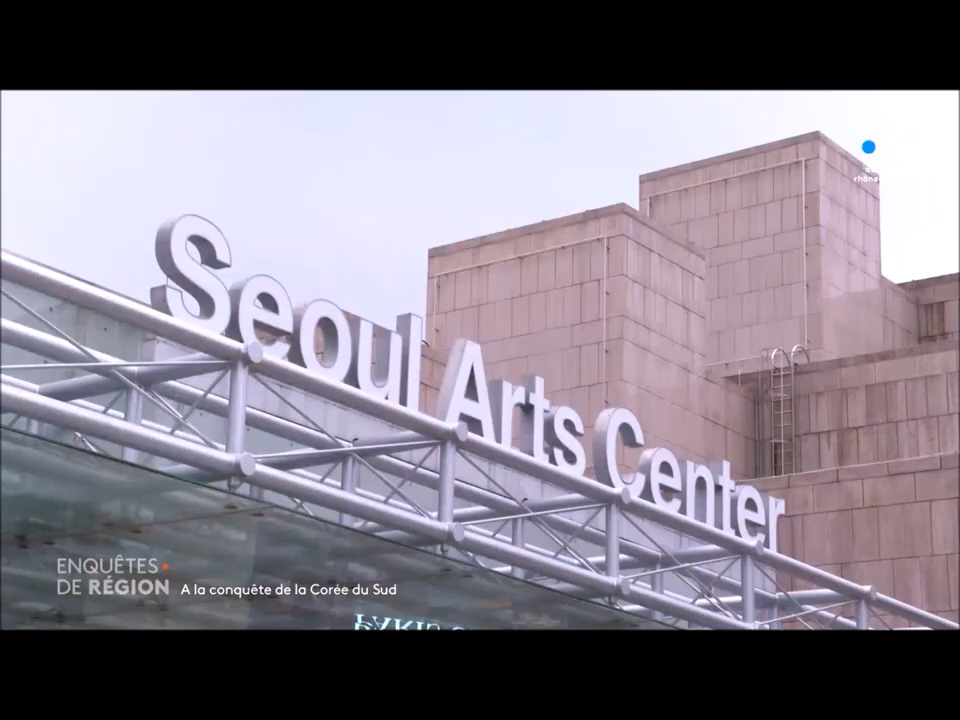 Seoul Arts Center
ENQUÊTES
DE RÉGION A la conquête de la Corée du Sud